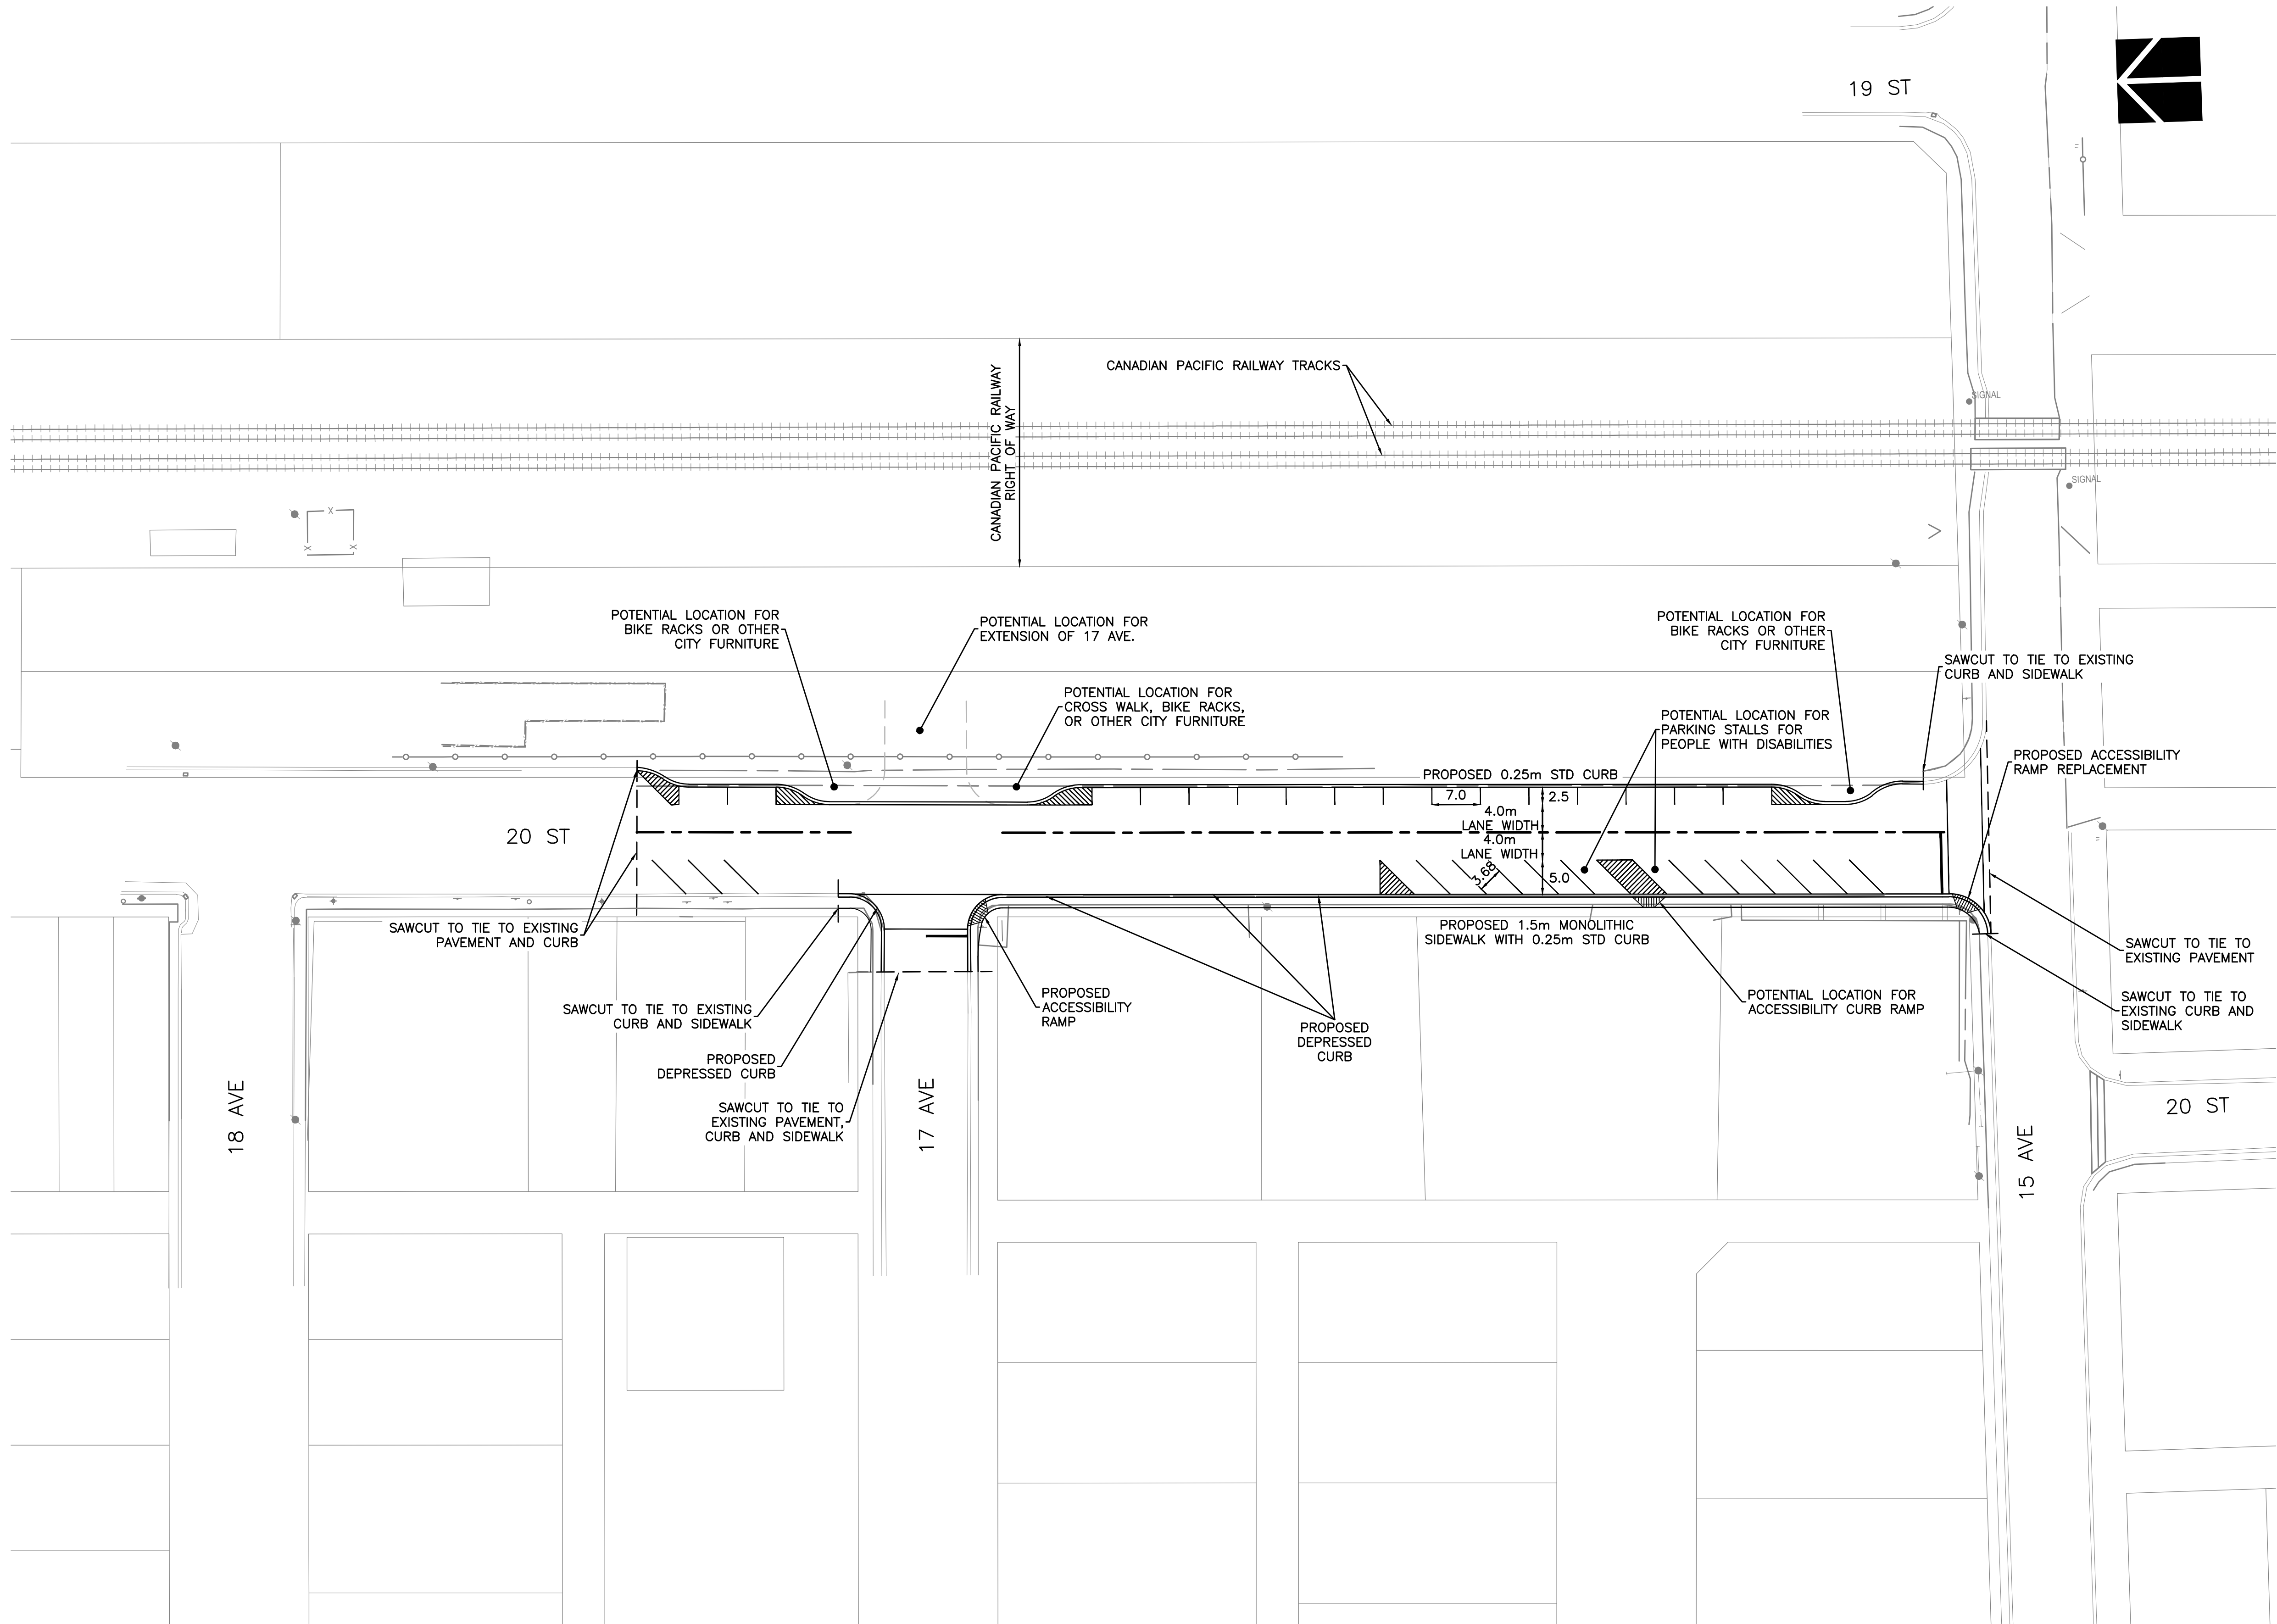 19 ST
CANADIAN PACIFIC RAILWAY TRACKS
CANADIAN PACIFIC RAILWAY
RIGHT OF WAY
SIGNAL
SIGNAL
POTENTIAL LOCATION FOR
BIKE RACKS OR OTHER
CITY FURNITURE
POTENTIAL LOCATION FOR
EXTENSION OF 17 AVE.
POTENTIAL LOCATION FOR
BIKE RACKS OR OTHER
CITY FURNITURE
SAWCUT TO TIE TO EXISTING
CURB AND SIDEWALK
POTENTIAL LOCATION FOR
CROSS WALK, BIKE RACKS,
OR OTHER CITY FURNITURE
POTENTIAL LOCATION FOR
PARKING STALLS FOR
PEOPLE WITH DISABILITIES
PROPOSED ACCESSIBILITY
RAMP REPLACEMENT
PROPOSED 0.25m STD CURB
7.0
2.5
4.0m
LANE WIDTH
4.0m
LANE WIDTH
3.68
5.0
20 ST
SAWCUT TO TIE TO EXISTING
PAVEMENT AND CURB
PROPOSED 1.5m MONOLITHIC
SIDEWALK WITH 0.25m STD CURB
SAWCUT TO TIE TO
EXISTING PAVEMENT
SAWCUT TO TIE TO EXISTING
CURB AND SIDEWALK
PROPOSED
ACCESSIBILITY
RAMP
POTENTIAL LOCATION FOR
ACCESSIBILITY CURB RAMP
SAWCUT TO TIE TO
EXISTING CURB AND
SIDEWALK
PROPOSED
DEPRESSED
CURB
PROPOSED
DEPRESSED CURB
SAWCUT TO TIE TO
EXISTING PAVEMENT,
CURB AND SIDEWALK
18 AVE
17 AVE
15 AVE
20 ST
X
X
X